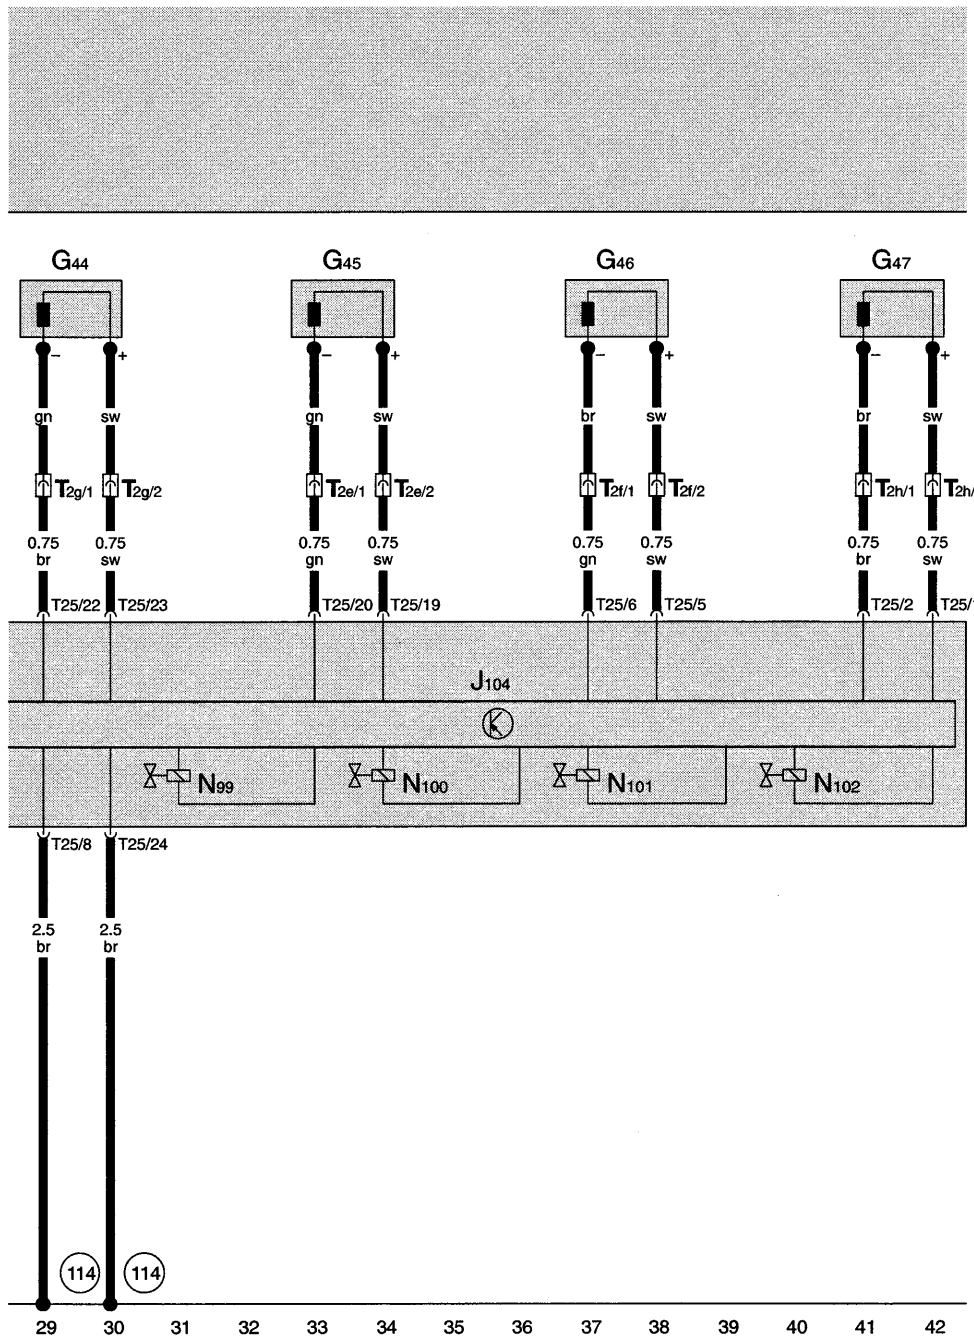 G44 G45 G46 G47
− + − + − + − +
gn sw gn sw br sw br sw
T2g/1 T2g/2 T2e/1 T2e/2 T2f/1 T2f/2 T2h/1 T2h/
0.75 0.75 0.75 0.75 0.75 0.75 0.75 0.75
br sw gn sw gn sw br sw
T25/22 T25/23 T25/20 T25/19 T25/6 T25/5 T25/2 T25/1
J104
N99 N100 N101 N102
T25/8 T25/24
2.5 2.5
br br
114 114
29 30 31 32 33 34 35 36 37 38 39 40 41 42